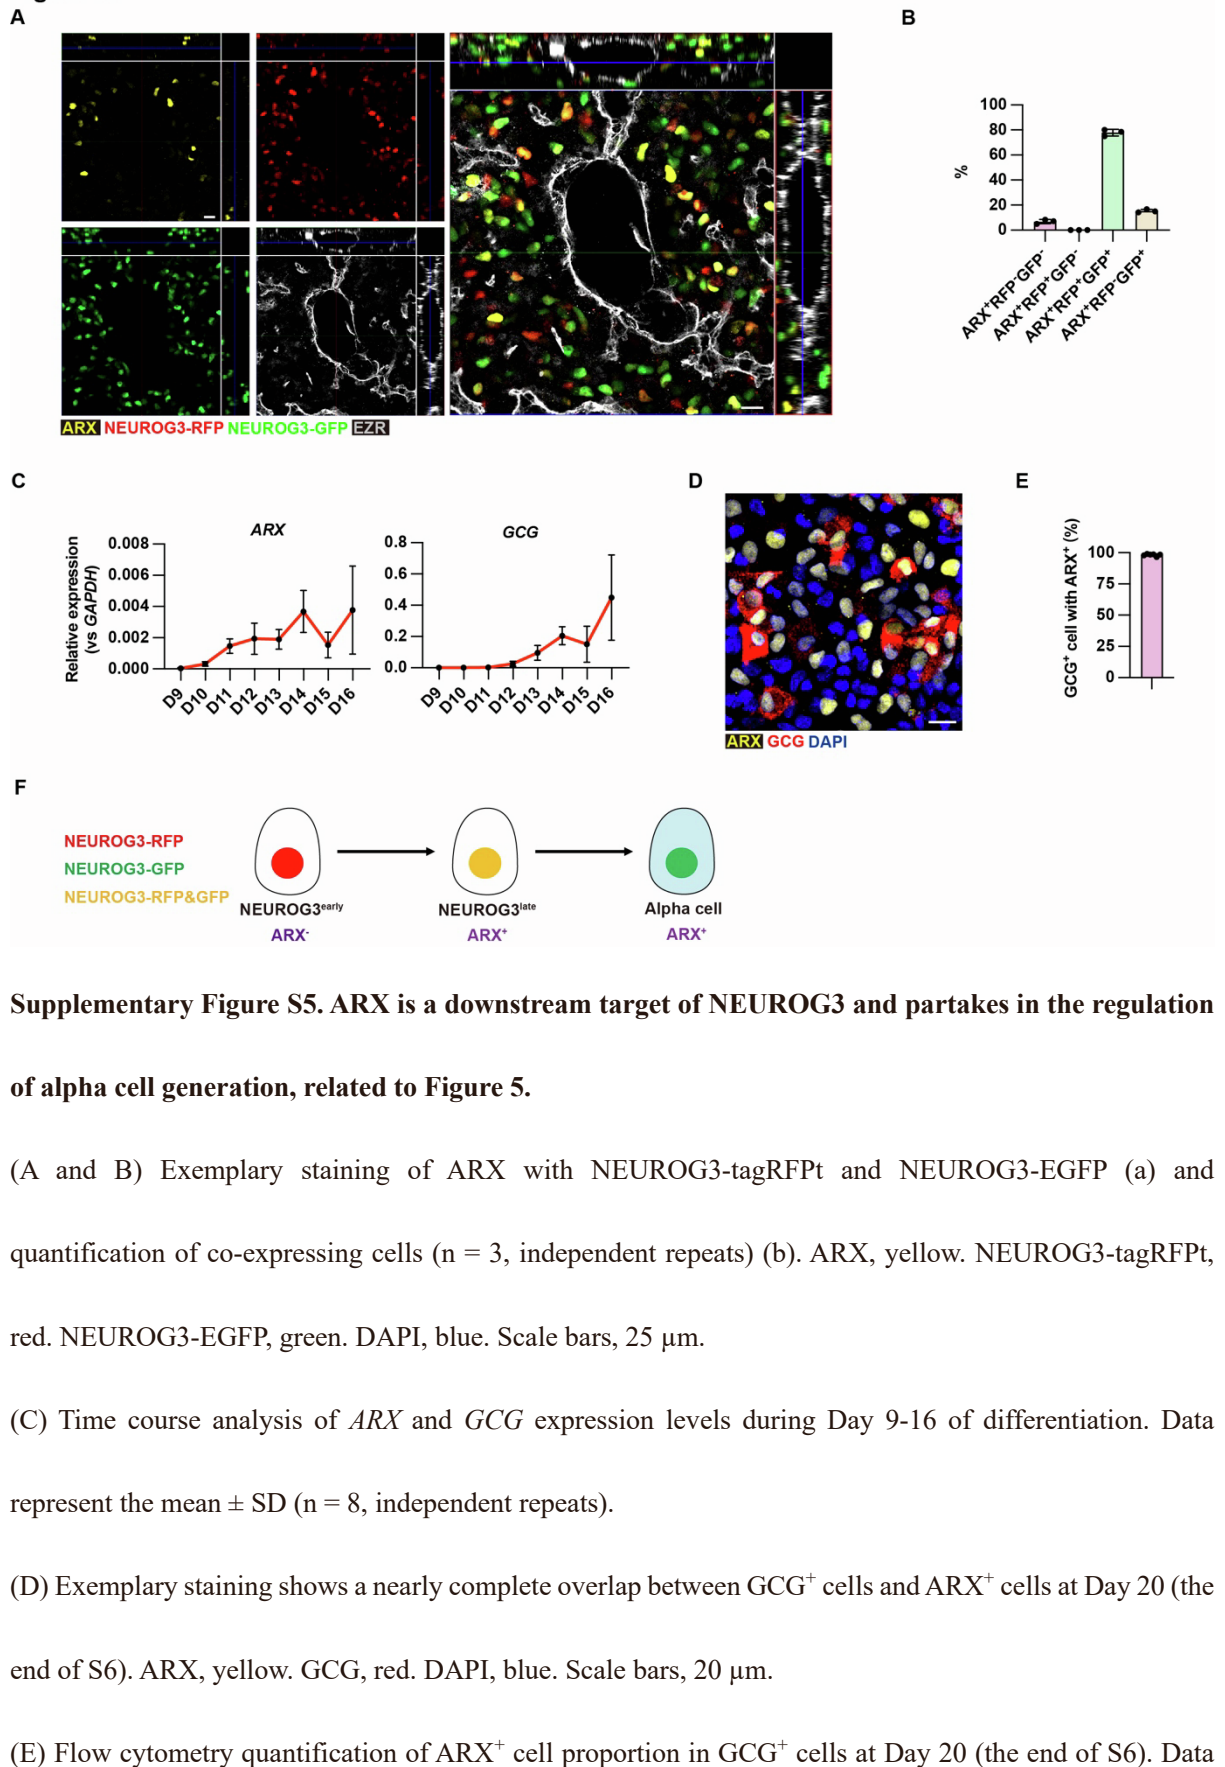 A
B
ARX NEUROG3-RFP NEUROG3-GFP EZR
%
100
80
60
40
20
0
ARX⁺RFP⁻GFP⁻
ARX⁺RFP⁺GFP⁻
ARX⁺RFP⁺GFP⁺
ARX⁺RFP⁻GFP⁺
C
Relative expression
(vs GAPDH)
ARX
0.008
0.006
0.004
0.002
0.000
D9
D10
D11
D12
D13
D14
D15
D16
GCG
0.8
0.6
0.4
0.2
0.0
D9
D10
D11
D12
D13
D14
D15
D16
D
ARX GCG DAPI
E
GCG⁺ cell with ARX⁺ (%)
100
75
50
25
0
F
NEUROG3-RFP
NEUROG3-GFP
NEUROG3-RFP&GFP
NEUROG3ᵉᵃʳˡʸ
ARX⁻
NEUROG3ˡᵃᵗᵉ
ARX⁺
Alpha cell
ARX⁺
Supplementary Figure S5. ARX is a downstream target of NEUROG3 and partakes in the regulation
of alpha cell generation, related to Figure 5.
(A and B) Exemplary staining of ARX with NEUROG3-tagRFPt and NEUROG3-EGFP (a) and
quantification of co-expressing cells (n = 3, independent repeats) (b). ARX, yellow. NEUROG3-tagRFPt,
red. NEUROG3-EGFP, green. DAPI, blue. Scale bars, 25 µm.
(C) Time course analysis of ARX and GCG expression levels during Day 9-16 of differentiation. Data
represent the mean ± SD (n = 8, independent repeats).
(D) Exemplary staining shows a nearly complete overlap between GCG⁺ cells and ARX⁺ cells at Day 20 (the
end of S6). ARX, yellow. GCG, red. DAPI, blue. Scale bars, 20 µm.
(E) Flow cytometry quantification of ARX⁺ cell proportion in GCG⁺ cells at Day 20 (the end of S6). Data